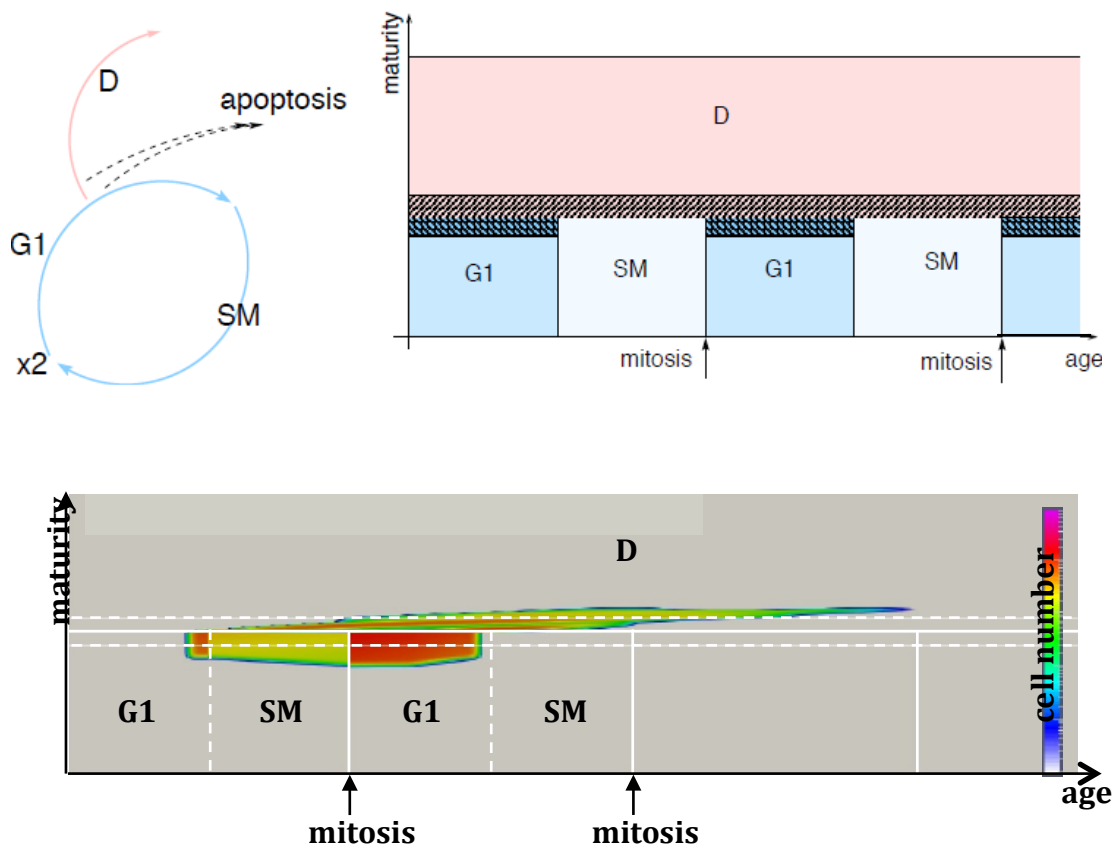 D
apoptosis
G1
SM
x2
maturity
D
G1
SM
G1
SM
mitosis
mitosis
age
maturity
D
cell number
G1
SM
G1
SM
age
mitosis
mitosis